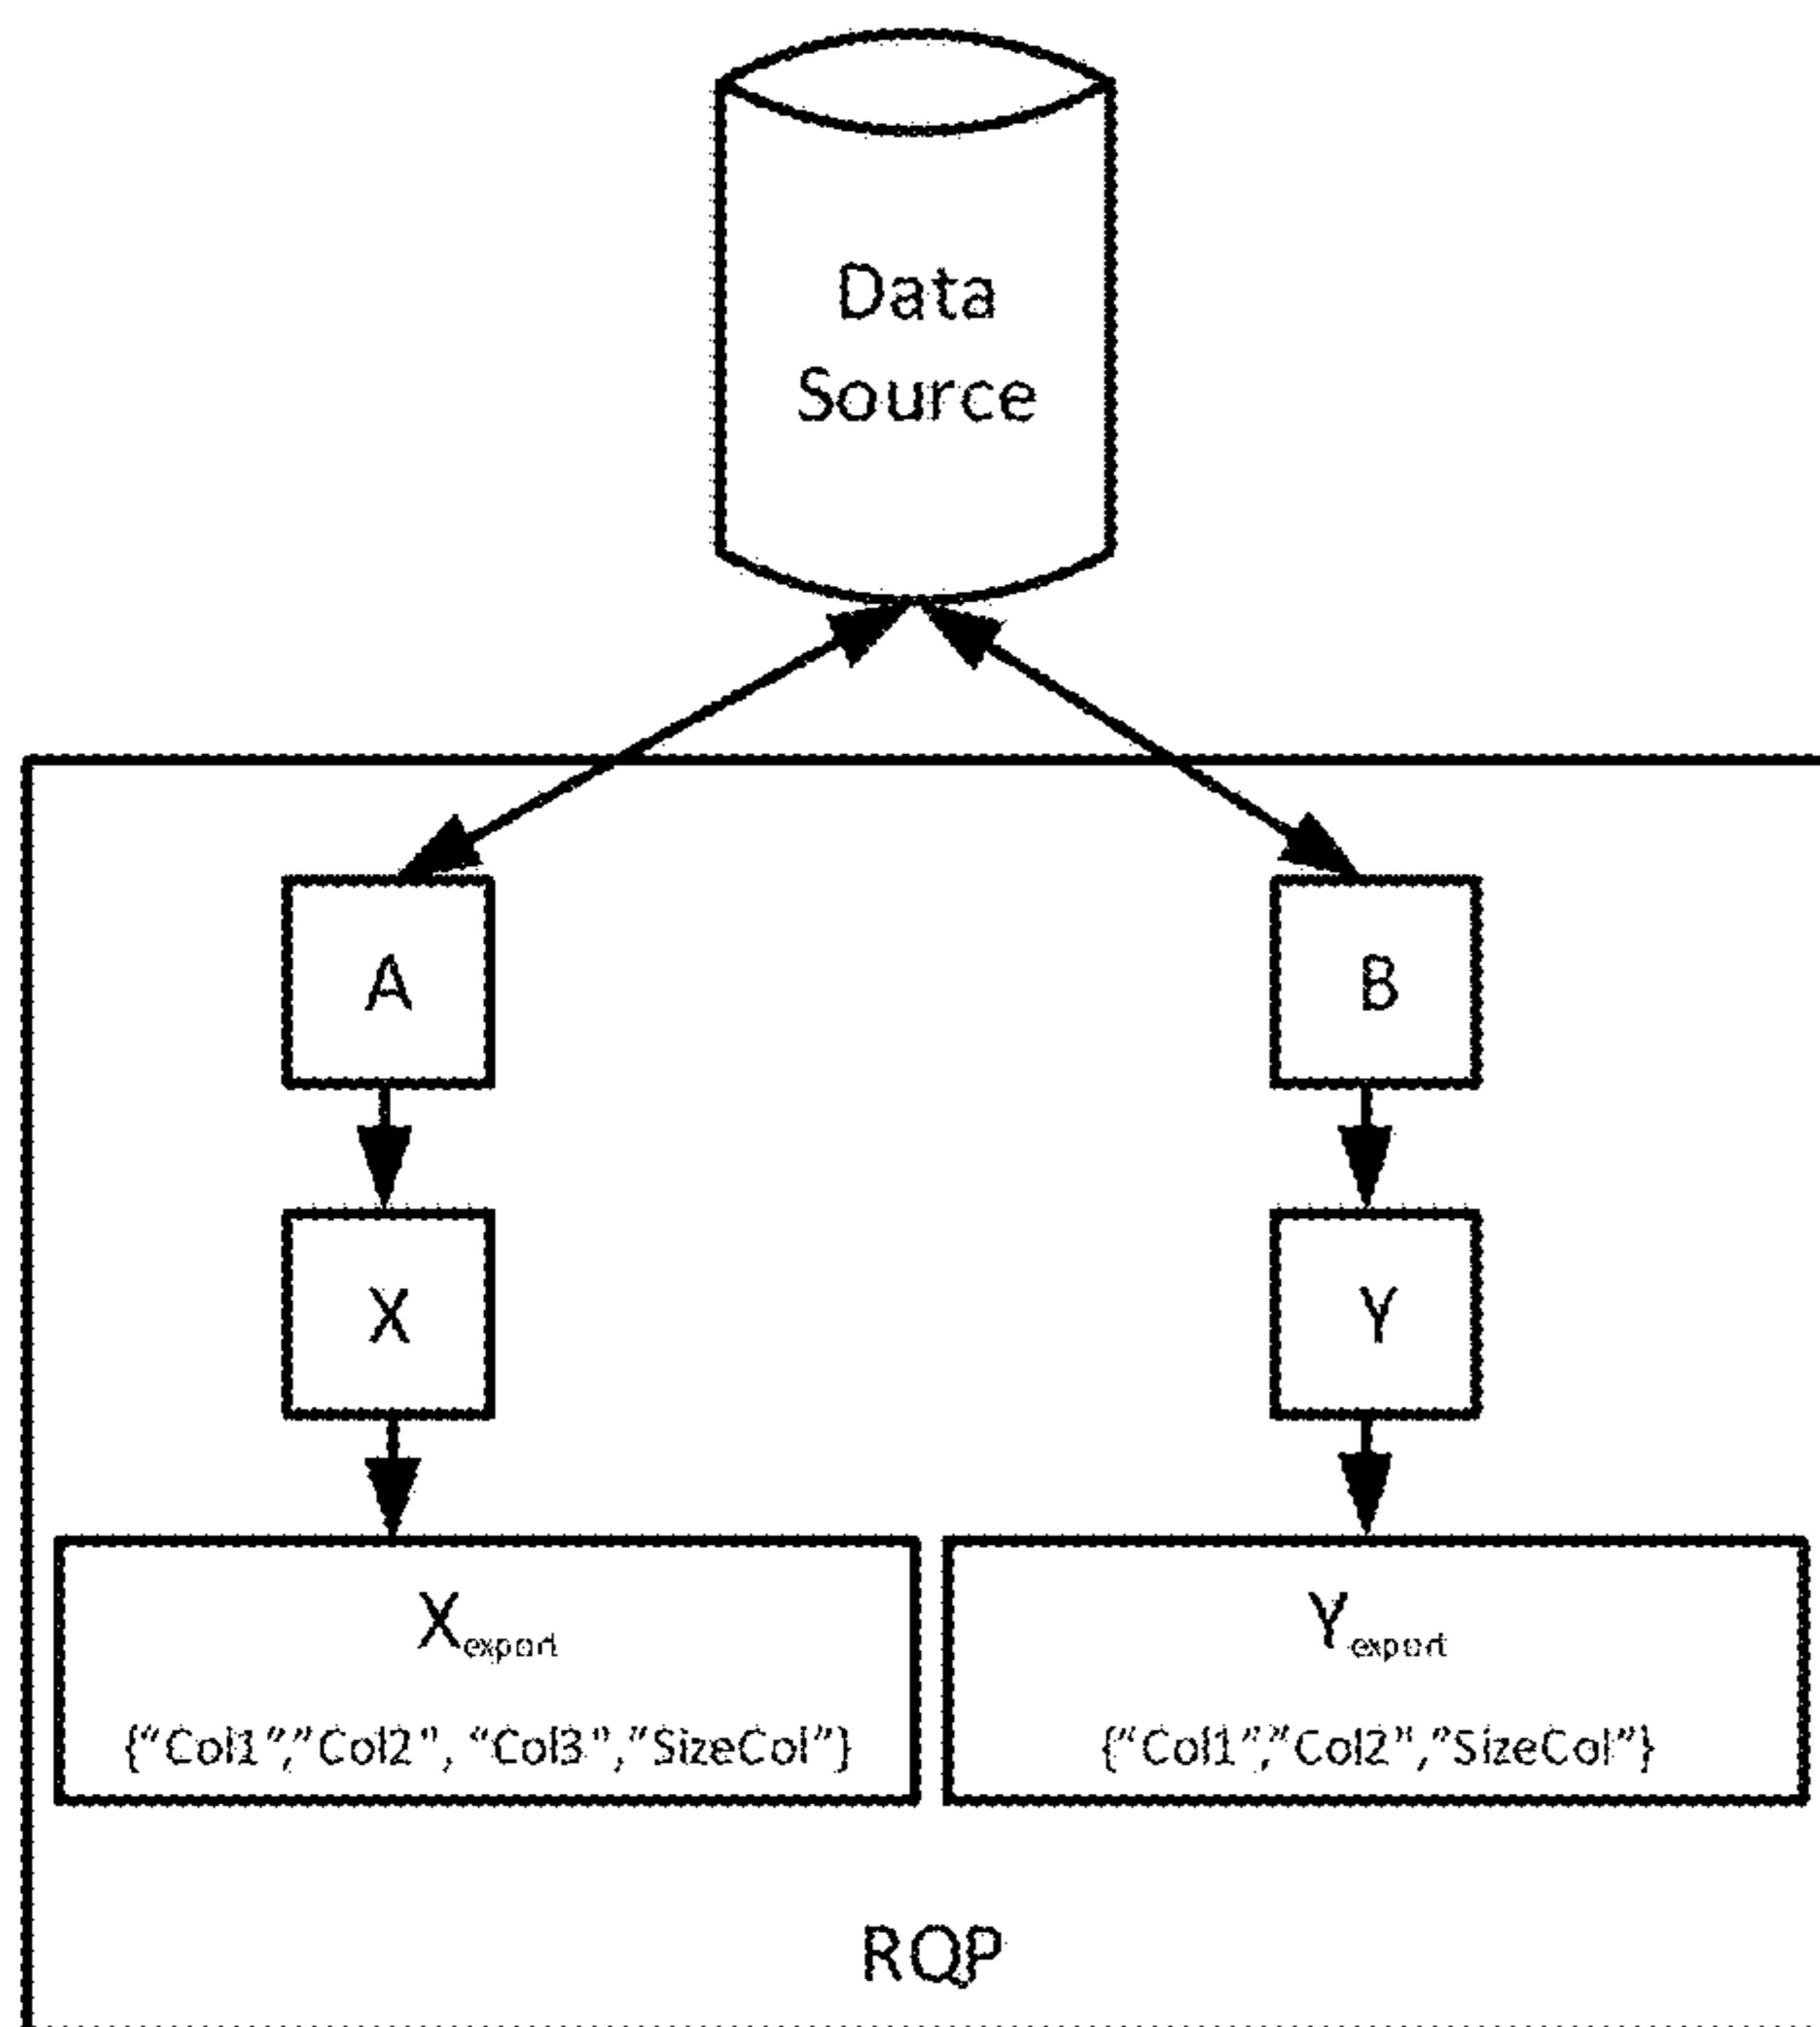 Data
Source
A
B
X
Y
Xexport
Yexport
{"Col1","Col2", "Col3","SizeCol"}
{"Col1","Col2","SizeCol"}
RQP